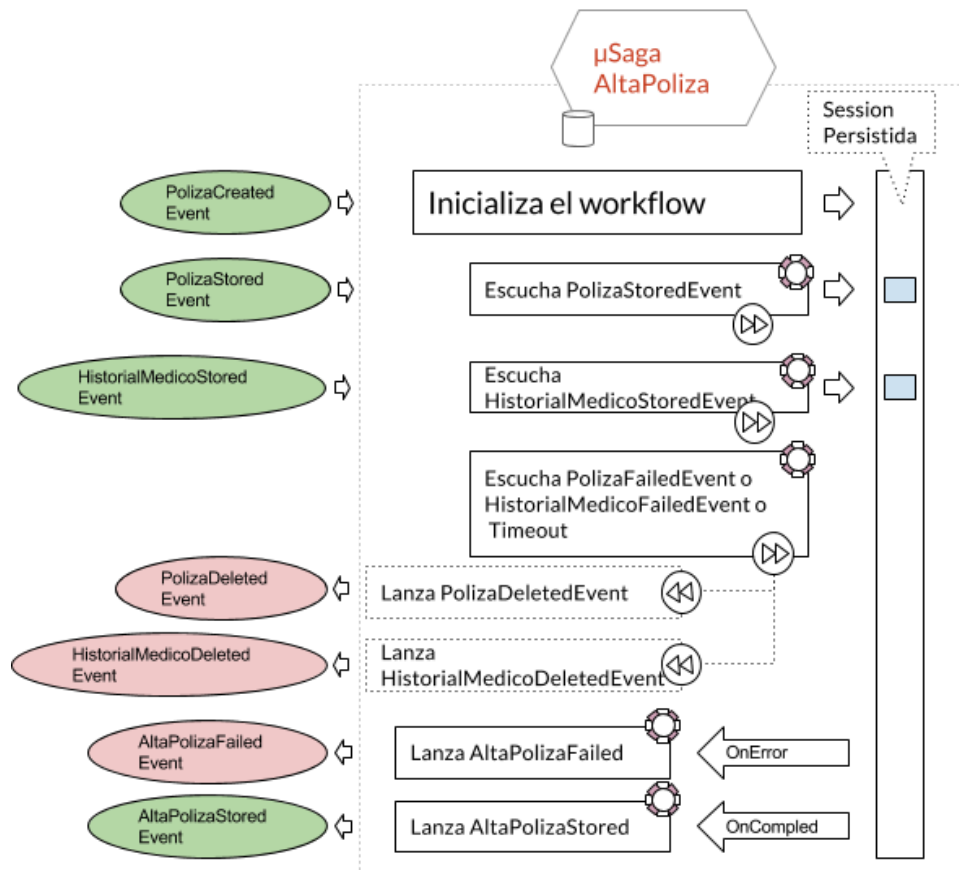 µSaga
AltaPoliza
Session
Persistida
PolizaCreated
Event
Inicializa el workflow
PolizaStored
Event
Escucha PolizaStoredEvent
HistorialMedicoStored
Event
Escucha
HistorialMedicoStoredEvent
Escucha PolizaFailedEvent o
HistorialMedicoFailedEvent o
Timeout
PolizaDeleted
Event
Lanza PolizaDeletedEvent
HistorialMedicoDeleted
Event
Lanza
HistorialMedicoDeletedEvent
AltaPolizaFailed
Event
Lanza AltaPolizaFailed
OnError
AltaPolizaStored
Event
Lanza AltaPolizaStored
OnCompled